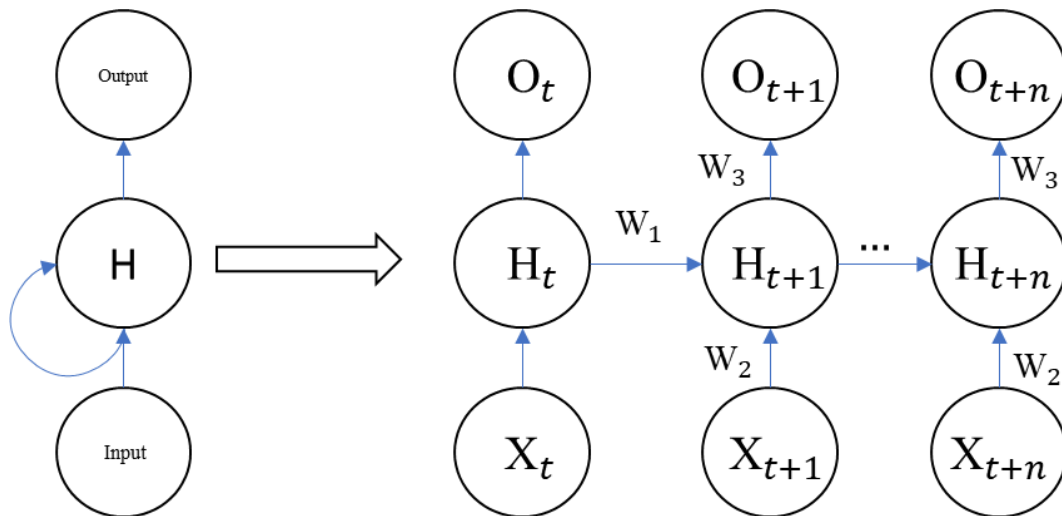 Output
H
Input
O𝑡 O𝑡+1 O𝑡+𝑛
W3 W3
W1 ...
H𝑡 H𝑡+1 H𝑡+𝑛
W2 W2
X𝑡 X𝑡+1 X𝑡+𝑛